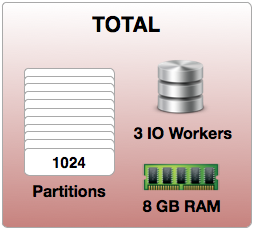 TOTAL
3 IO Workers
1024
Partitions
8 GB RAM